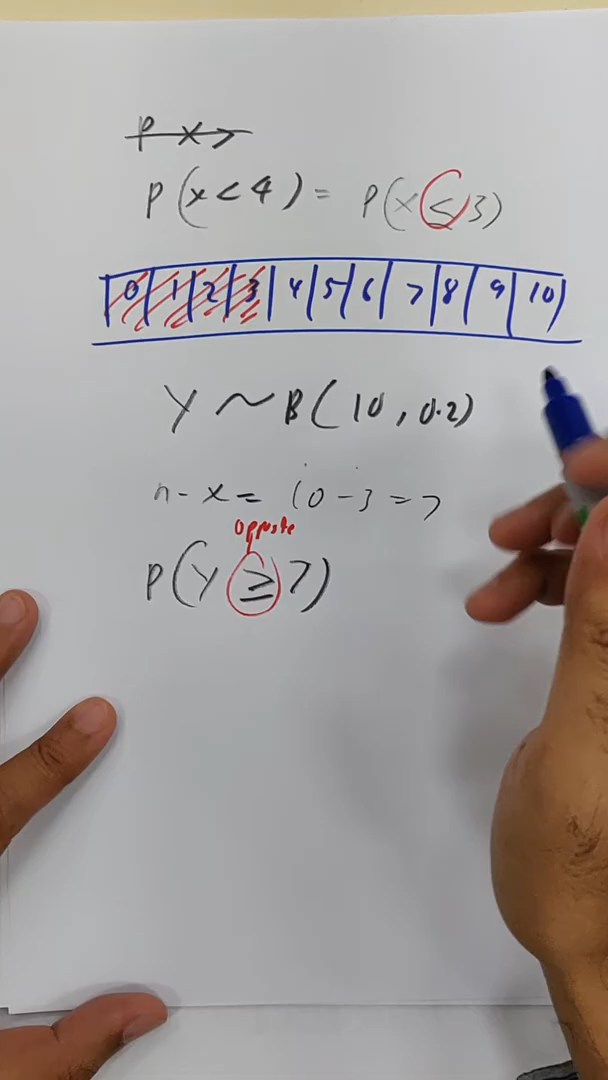 P X >
P(x < 4) = P(x ≤ 3)
0 | 1 | 2 | 3 | 4 | 5 | 6 | 7 | 8 | 9 | 10
Y ~ B(10, 0.2)
n - x = 10 - 3 = 7
opposite
P(Y ≥ 7)